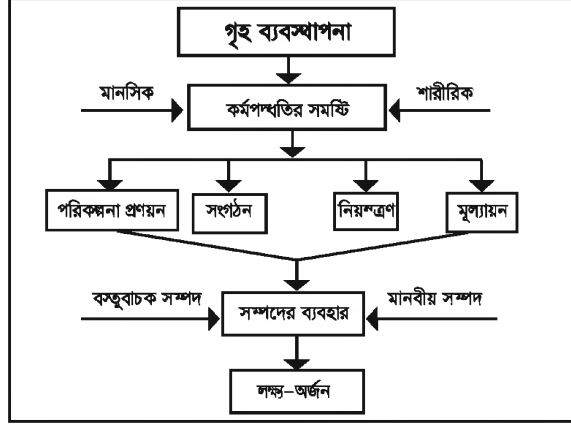 গৃহ ব্যবস্থাপনা
মানসিক
কর্মপদ্ধতির সমষ্টি
শারীরিক
পরিকল্পনা প্রণয়ন
সংগঠন
নিয়ন্ত্রণ
মূল্যায়ন
বস্তুবাচক সম্পদ
সম্পদের ব্যবহার
মানবীয় সম্পদ
লক্ষ্য-অর্জন